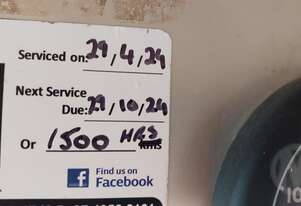 Serviced on: 29/4/24
Next Service
Due: 29/10/24
Or 1500 HRS kms
Find us on
Facebook